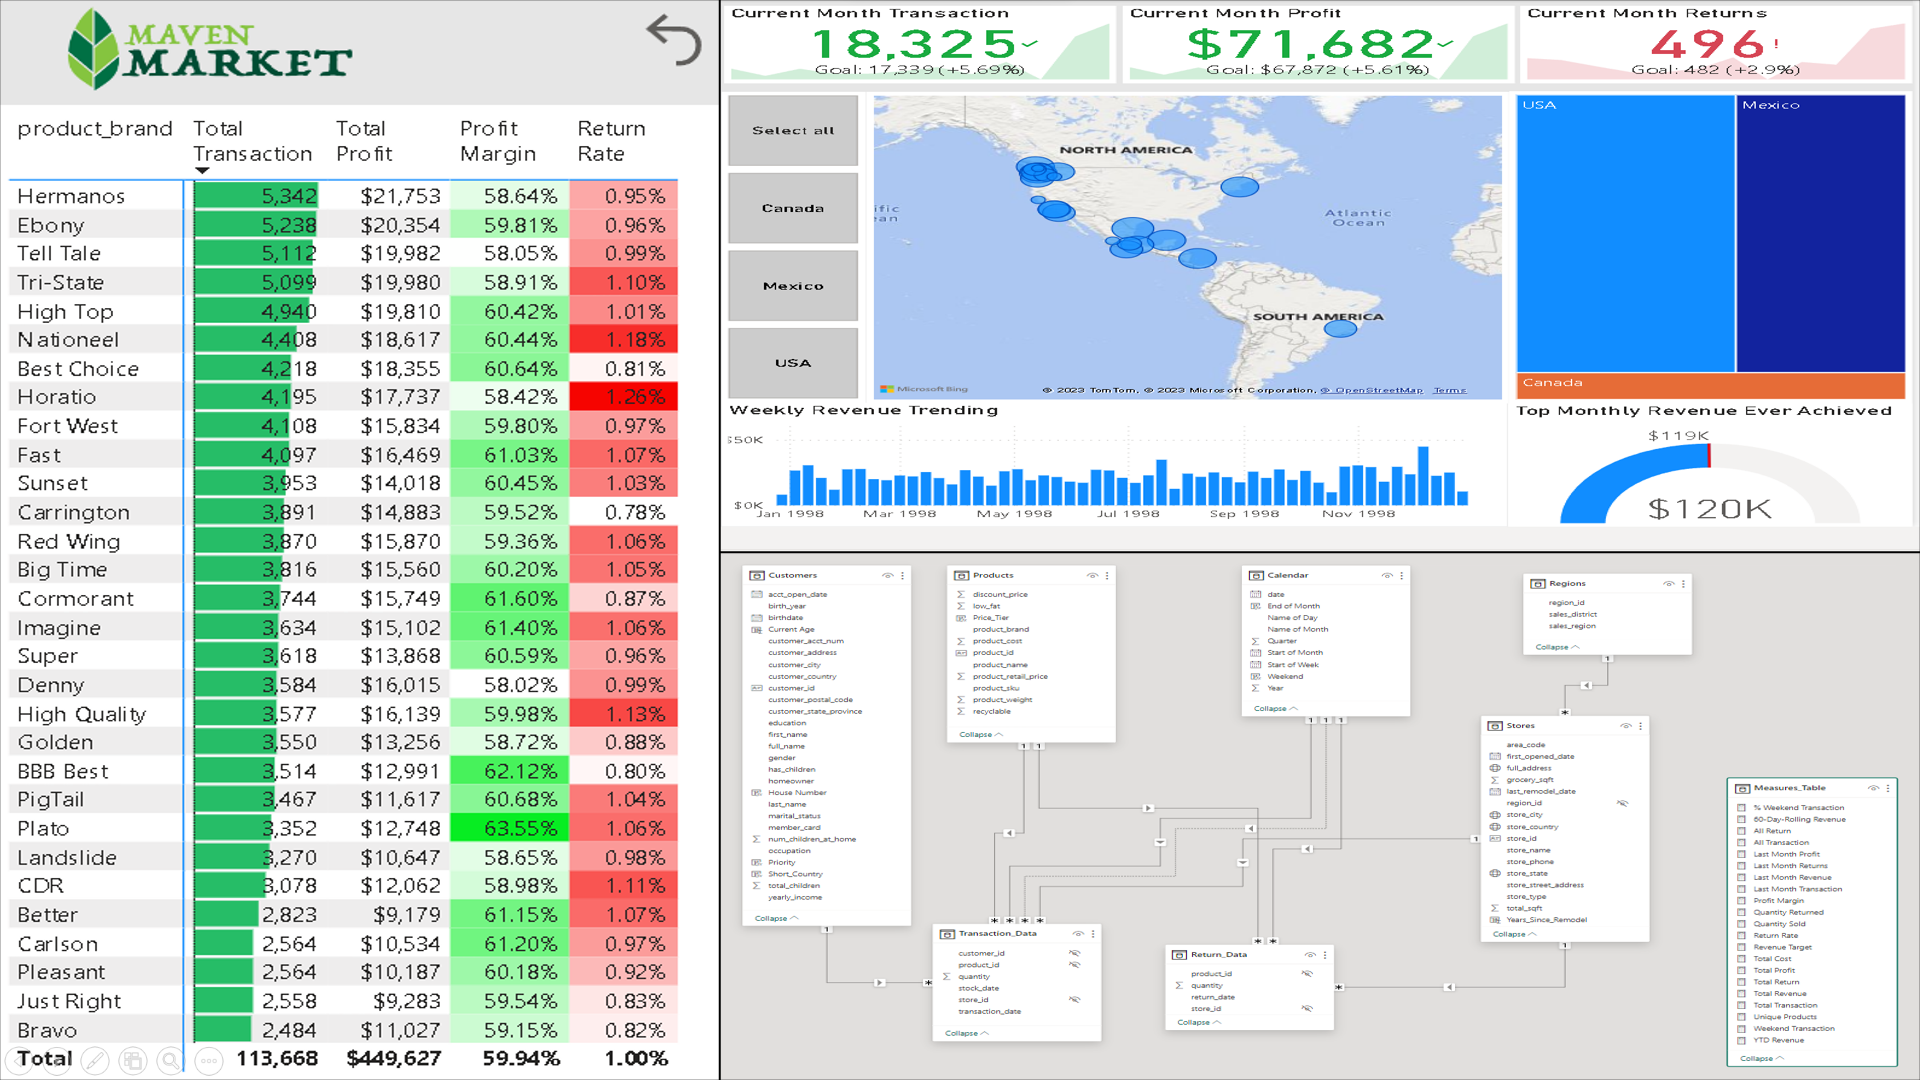 MAVEN
MARKET
product_brand Total Transaction Total Profit Profit Margin Return Rate
Hermanos 5,342 $21,753 58.64% 0.95%
Ebony 5,238 $20,354 59.81% 0.96%
Tell Tale 5,112 $19,982 58.05% 0.99%
Tri-State 5,099 $19,980 58.91% 1.10%
High Top 4,940 $19,810 60.42% 1.01%
Nationeel 4,408 $18,617 60.44% 1.18%
Best Choice 4,218 $18,355 60.64% 0.81%
Horatio 4,195 $17,737 58.42% 1.26%
Fort West 4,108 $15,834 59.80% 0.97%
Fast 4,097 $16,469 61.03% 1.07%
Sunset 3,953 $14,018 60.45% 1.03%
Carrington 3,891 $14,883 59.52% 0.78%
Red Wing 3,870 $15,870 59.36% 1.06%
Big Time 3,816 $15,560 60.20% 1.05%
Cormorant 3,744 $15,749 61.60% 0.87%
Imagine 3,634 $15,102 61.40% 1.06%
Super 3,618 $13,868 60.59% 0.96%
Denny 3,584 $16,015 58.02% 0.99%
High Quality 3,577 $16,139 59.98% 1.13%
Golden 3,550 $13,256 58.72% 0.88%
BBB Best 3,514 $12,991 62.12% 0.80%
PigTail 3,467 $11,617 60.68% 1.04%
Plato 3,352 $12,748 63.55% 1.06%
Landslide 3,270 $10,647 58.65% 0.98%
CDR 3,078 $12,062 58.98% 1.11%
Better 2,823 $9,179 61.15% 1.07%
Carlson 2,564 $10,534 61.20% 0.97%
Pleasant 2,564 $10,187 60.18% 0.92%
Just Right 2,558 $9,283 59.54% 0.83%
Bravo 2,484 $11,027 59.15% 0.82%
Total 113,668 $449,627 59.94% 1.00%
Current Month Transaction
18,325
Goal: 17,339 (+5.69%)
Current Month Profit
$71,682
Goal: $67,872 (+5.61%)
Current Month Returns
496!
Goal: 482 (+2.9%)
Select all
Canada
Mexico
USA
NORTH AMERICA
Atlantic
Ocean
SOUTH AMERICA
Microsoft Bing
© 2023 TomTom, © 2023 Microsoft Corporation, © OpenStreetMap Terms
USA
Mexico
Canada
Weekly Revenue Trending
$50K
$0K
Jan 1998 Mar 1998 May 1998 Jul 1998 Sep 1998 Nov 1998
Top Monthly Revenue Ever Achieved
$119K
$120K
Customers
acct_open_date
birth_year
birthdate
Current Age
customer_acct_num
customer_address
customer_city
customer_country
customer_id
customer_postal_code
customer_state_province
education
first_name
full_name
gender
has_children
homeowner
House Number
last_name
marital_status
member_card
num_children_at_home
occupation
Priority
Short_Country
total_children
yearly_income
Collapse
Products
discount_price
low_fat
Price_Tier
product_brand
product_cost
product_id
product_name
product_retail_price
product_sku
product_weight
recyclable
Collapse
Calendar
date
End of Month
Name of Day
Name of Month
Quarter
Start of Month
Start of Week
Weekend
Year
Collapse
Regions
region_id
sales_district
sales_region
Collapse
Stores
area_code
first_opened_date
full_address
grocery_sqft
last_remodel_date
region_id
store_city
store_country
store_id
store_name
store_phone
store_state
store_street_address
store_type
total_sqft
Years_Since_Remodel
Collapse
Transaction_Data
customer_id
product_id
quantity
stock_date
store_id
transaction_date
Collapse
Return_Data
product_id
quantity
return_date
store_id
Collapse
Measures_Table
% Weekend Transaction
60-Day-Rolling Revenue
All Return
All Transaction
Last Month Profit
Last Month Returns
Last Month Revenue
Last Month Transaction
Profit Margin
Quantity Returned
Quantity Sold
Return Rate
Revenue Target
Total Cost
Total Profit
Total Return
Total Revenue
Total Transaction
Unique Products
Weekend Transaction
YTD Revenue
Collapse